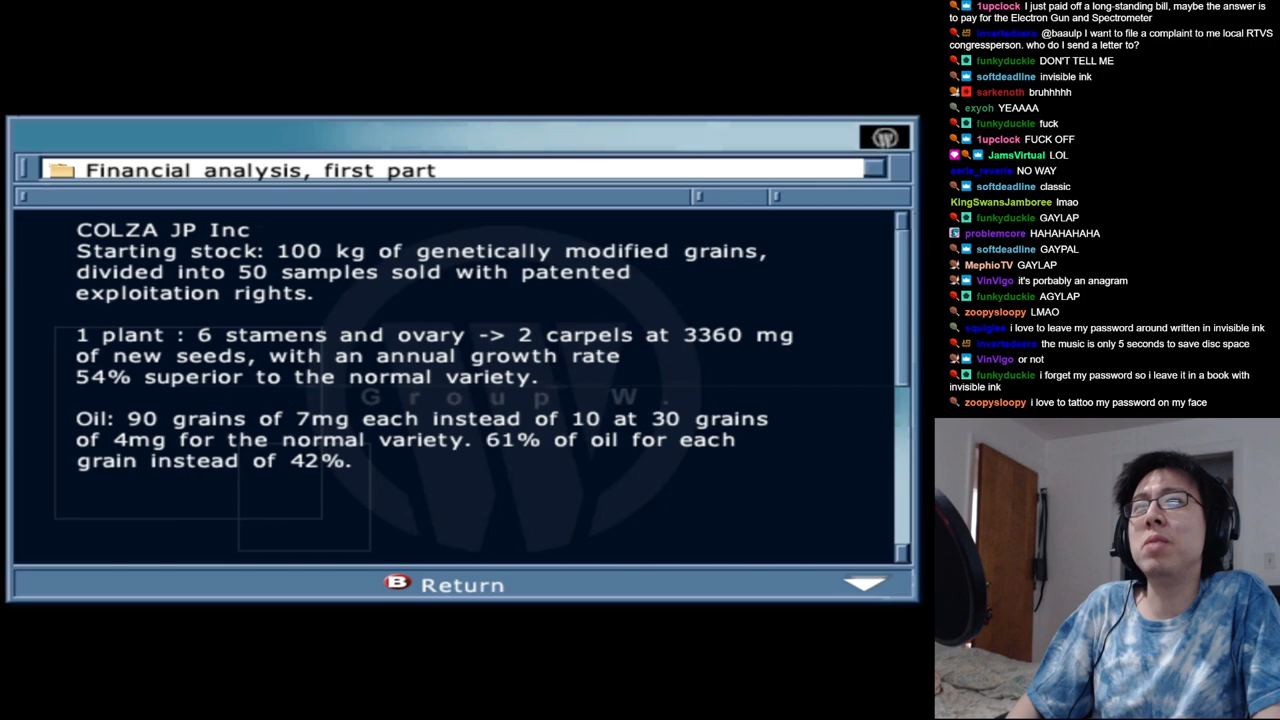 Financial analysis, first part
COLZA JP Inc
Starting stock: 100 kg of genetically modified grains,
divided into 50 samples sold with patented
exploitation rights.
1 plant : 6 stamens and ovary -> 2 carpels at 3360 mg
of new seeds, with an annual growth rate
54% superior to the normal variety.
Group W.
Oil: 90 grains of 7mg each instead of 10 at 30 grains
of 4mg for the normal variety. 61% of oil for each
grain instead of 42%.
B Return
1upclock I just paid off a long-standing bill, maybe the answer is
to pay for the Electron Gun and Spectrometer
@baaulp I want to file a complaint to me local RTVS
congressperson. who do I send a letter to?
funkyduckie DON'T TELL ME
softdeadline invisible ink
sarkenoth bruhhhhh
exyoh YEAAAA
funkyduckie fuck
1upclock FUCK OFF
JamsVirtual LOL
aerie_reverie NO WAY
softdeadline classic
KingSwansJamboree lmao
funkyduckie GAYLAP
problemcore HAHAHAHAHA
softdeadline GAYPAL
MephioTV GAYLAP
VinVigo it's porbably an anagram
funkyduckie AGYLAP
zoopysloopy LMAO
i love to leave my password around written in invisible ink
the music is only 5 seconds to save disc space
VinVigo or not
funkyduckie i forget my password so i leave it in a book with
invisible ink
zoopysloopy i love to tattoo my password on my face